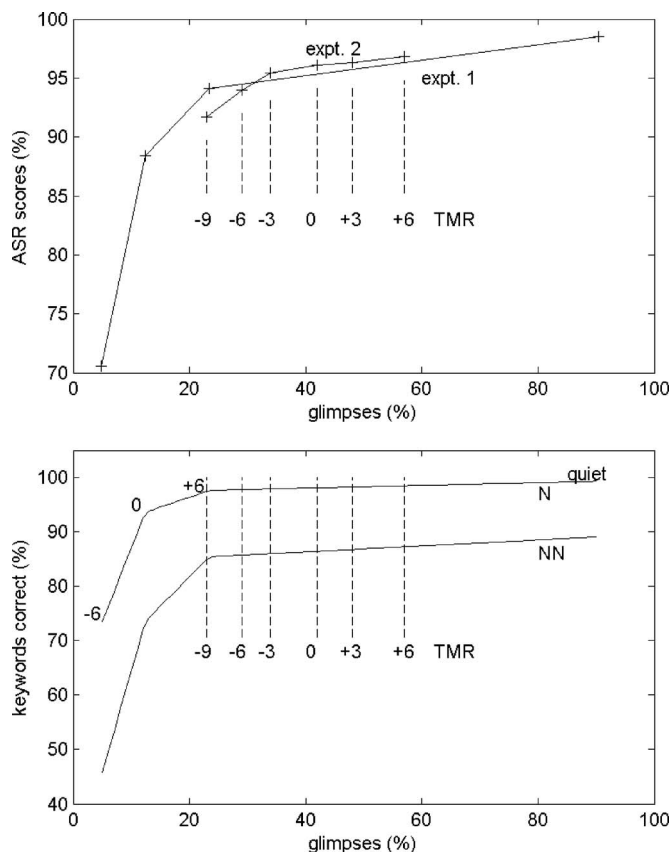 100
expt. 2
95
expt. 1
90
ASR scores (%)
85
-9 -6 -3 0 +3 +6 TMR
80
75
70
0 20 40 60 80 100
glimpses (%)
100
quiet
+6
N
0
90
NN
80
keywords correct (%)
-6
70
-9 -6 -3 0 +3 +6 TMR
60
50
40
0 20 40 60 80 100
glimpses (%)